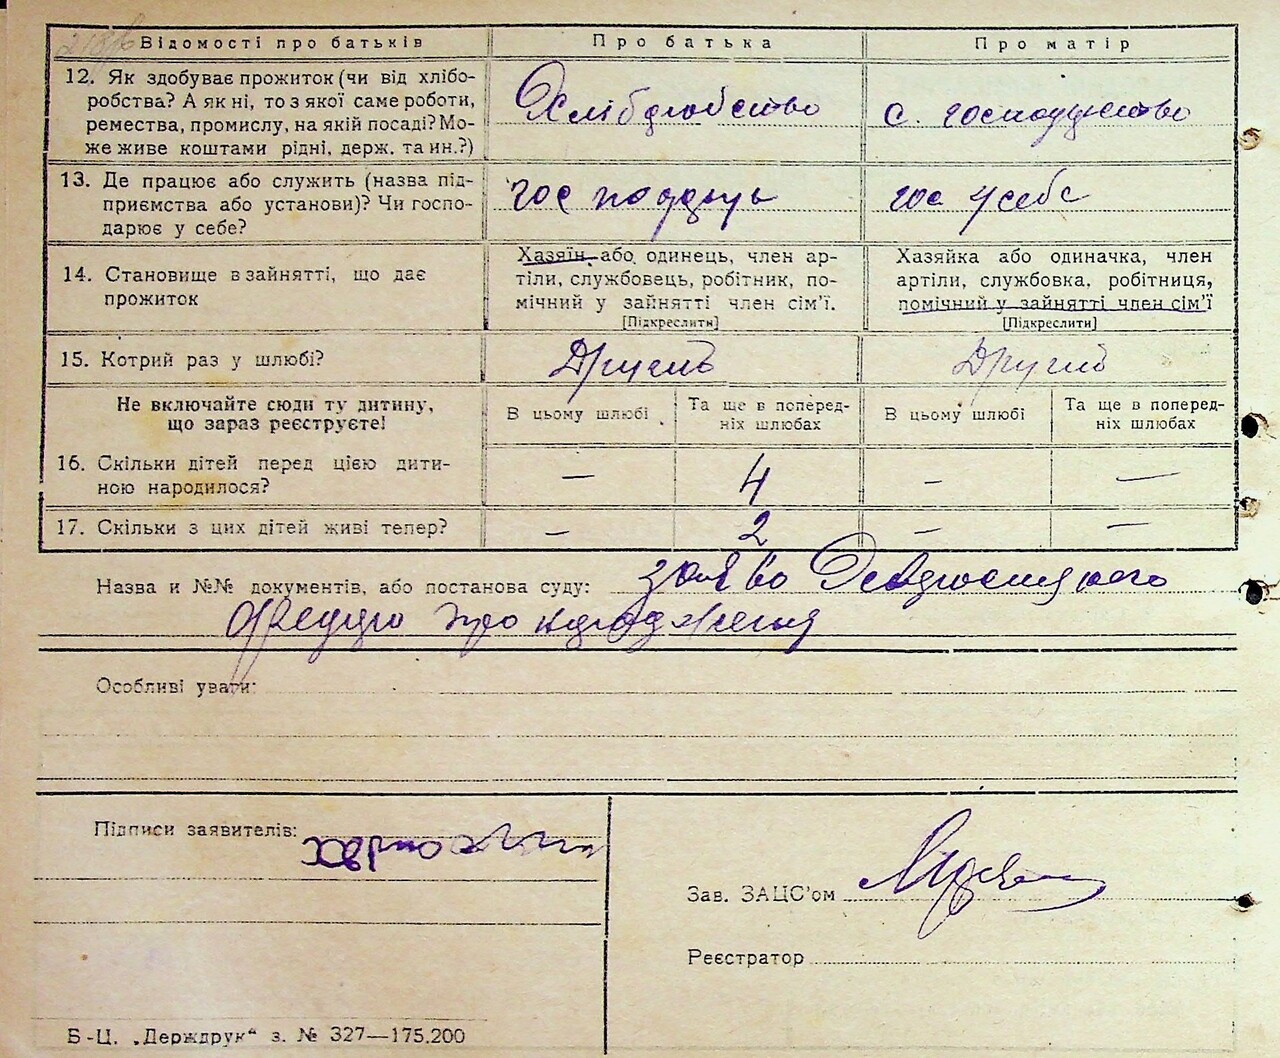 Відомості про батьків
Про батька
Про матір
12. Як здобуває прожиток (чи від хлібо-
робства? А як ні, то з якої саме роботи,
ремества, промислу, на якій посаді? Мо-
же живе коштами рідні, держ. та ин.?)
Хліборобство
с. господарство
13. Де працює або служить (назва під-
приємства або установи)? Чи госпо-
дарює у себе?
гос
гос у себе
14. Становище в зайнятті, що дає
прожиток
Хазяїн або одинець, член ар-
тіли, службовець, робітник, по-
мічний у зайнятті член сім'ї.
[Підкреслити]
Хазяйка або одиначка, член
артіли, службовка, робітниця,
помічний у зайнятті член сім'ї
[Підкреслити]
15. Котрий раз у шлюбі?
Другий
Другий
Не включайте сюди ту дитину,
що зараз реєструєте!
В цьому шлюбі
Та ще в поперед-
ніх шлюбах
В цьому шлюбі
Та ще в поперед-
ніх шлюбах
16. Скільки дітей перед цією дити-
ною народилося?
— 4 — —
17. Скільки з цих дітей живі тепер?
— 2 — —
Назва и №№ документів, або постанова суду: заява
про народження
Особливі уваги:
Підписи заявителів:
Зав. ЗАЦС'ом
Реєстратор
Б-Ц. „Держдрук“ з. № 327—175.200